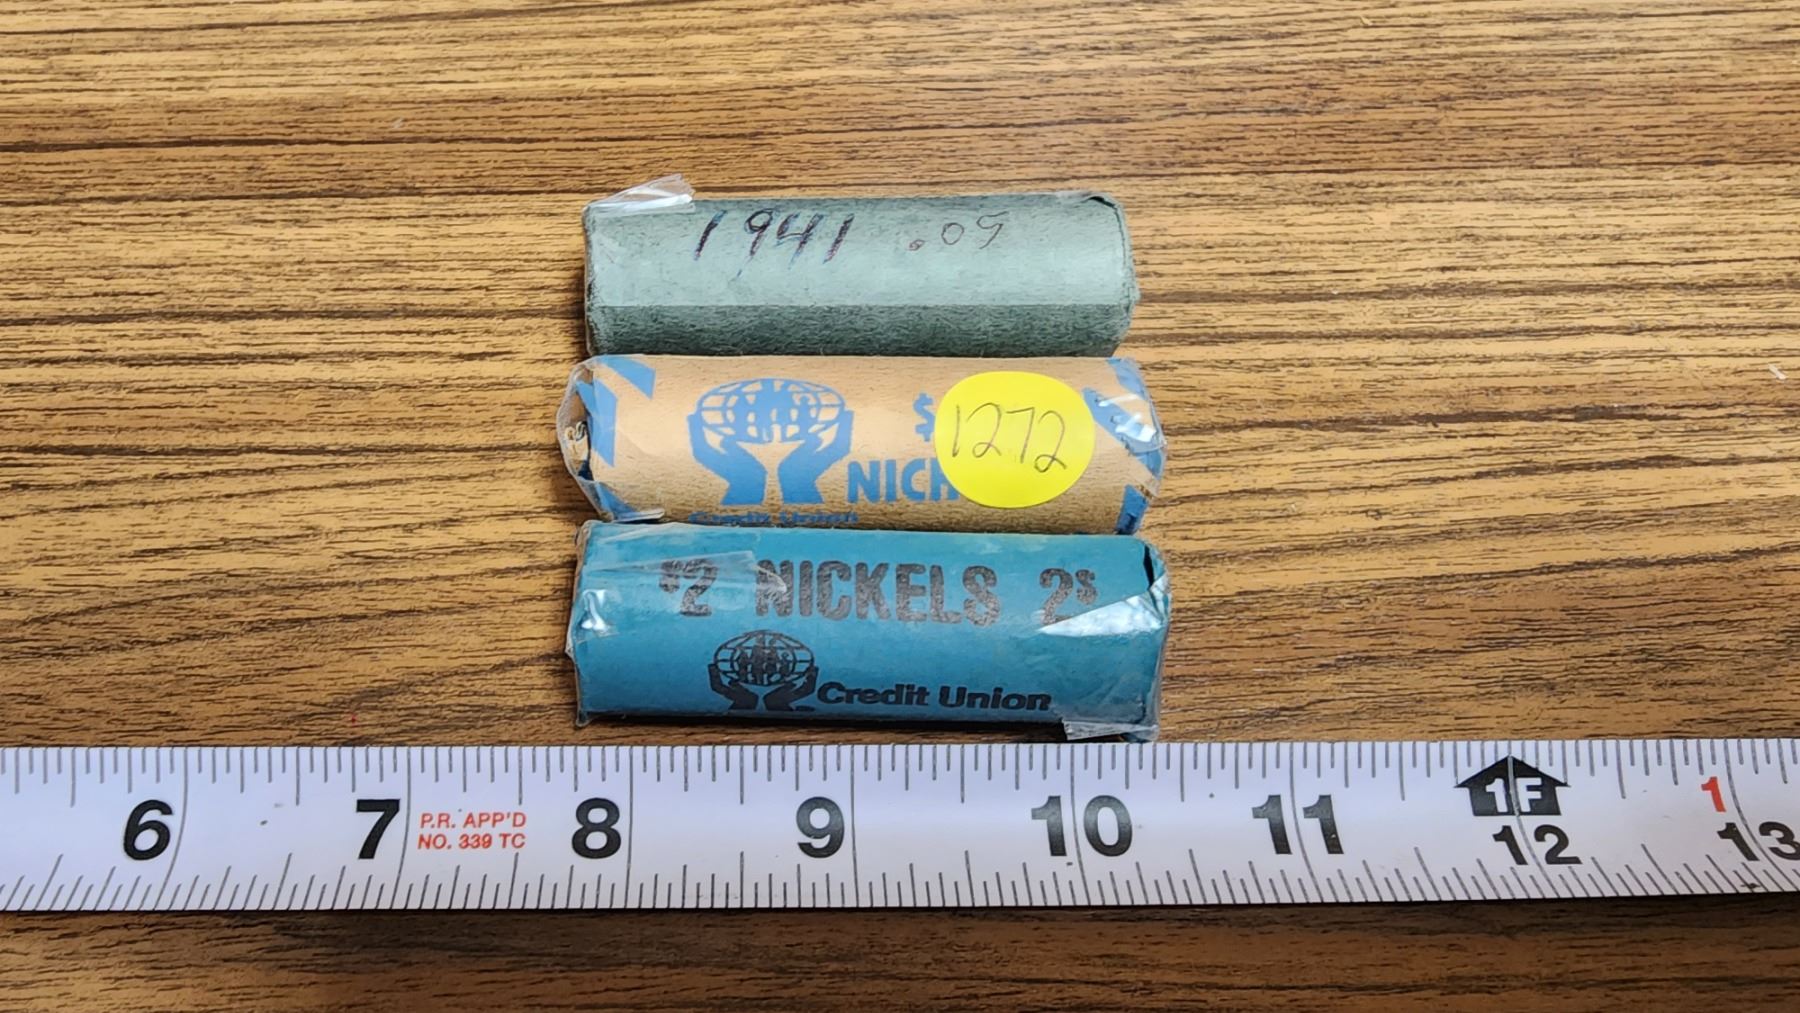 1941 .05
$
1272
NICK
Credit Union
$2 NICKELS 2$
Credit Union
6 7 8 9 10 11 12 13
P.R. APP'D
NO. 339 TC
1F
1